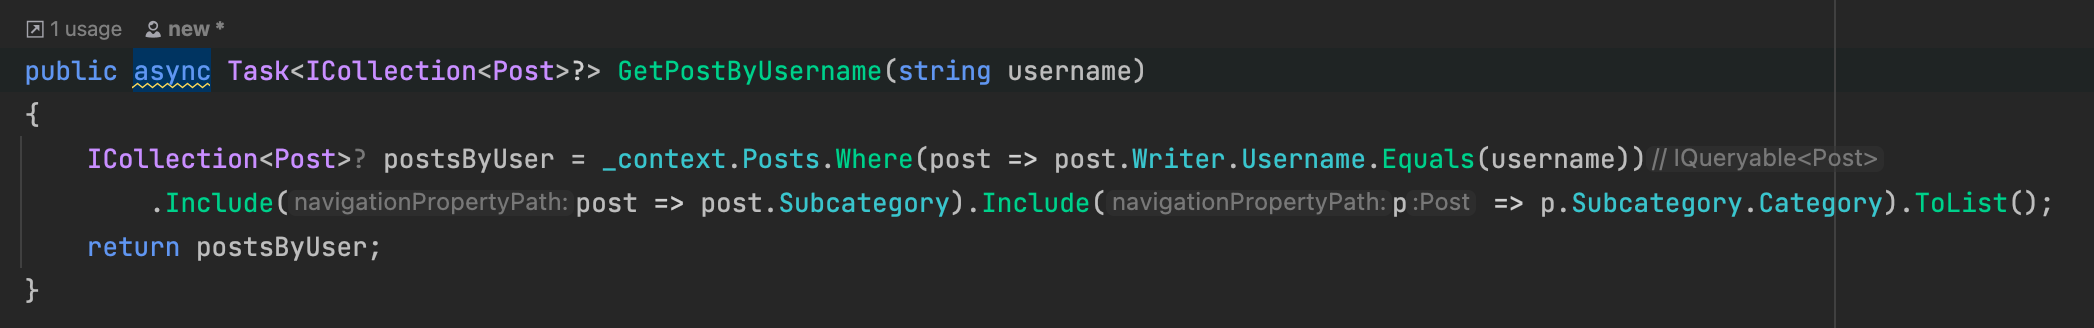 1 usage new *
public async Task<ICollection<Post>?> GetPostByUsername(string username)
{
ICollection<Post>? postsByUser = _context.Posts.Where(post => post.Writer.Username.Equals(username)) // IQueryable<Post>
.Include( navigationPropertyPath: post => post.Subcategory).Include( navigationPropertyPath: p :Post => p.Subcategory.Category).ToList();
return postsByUser;
}